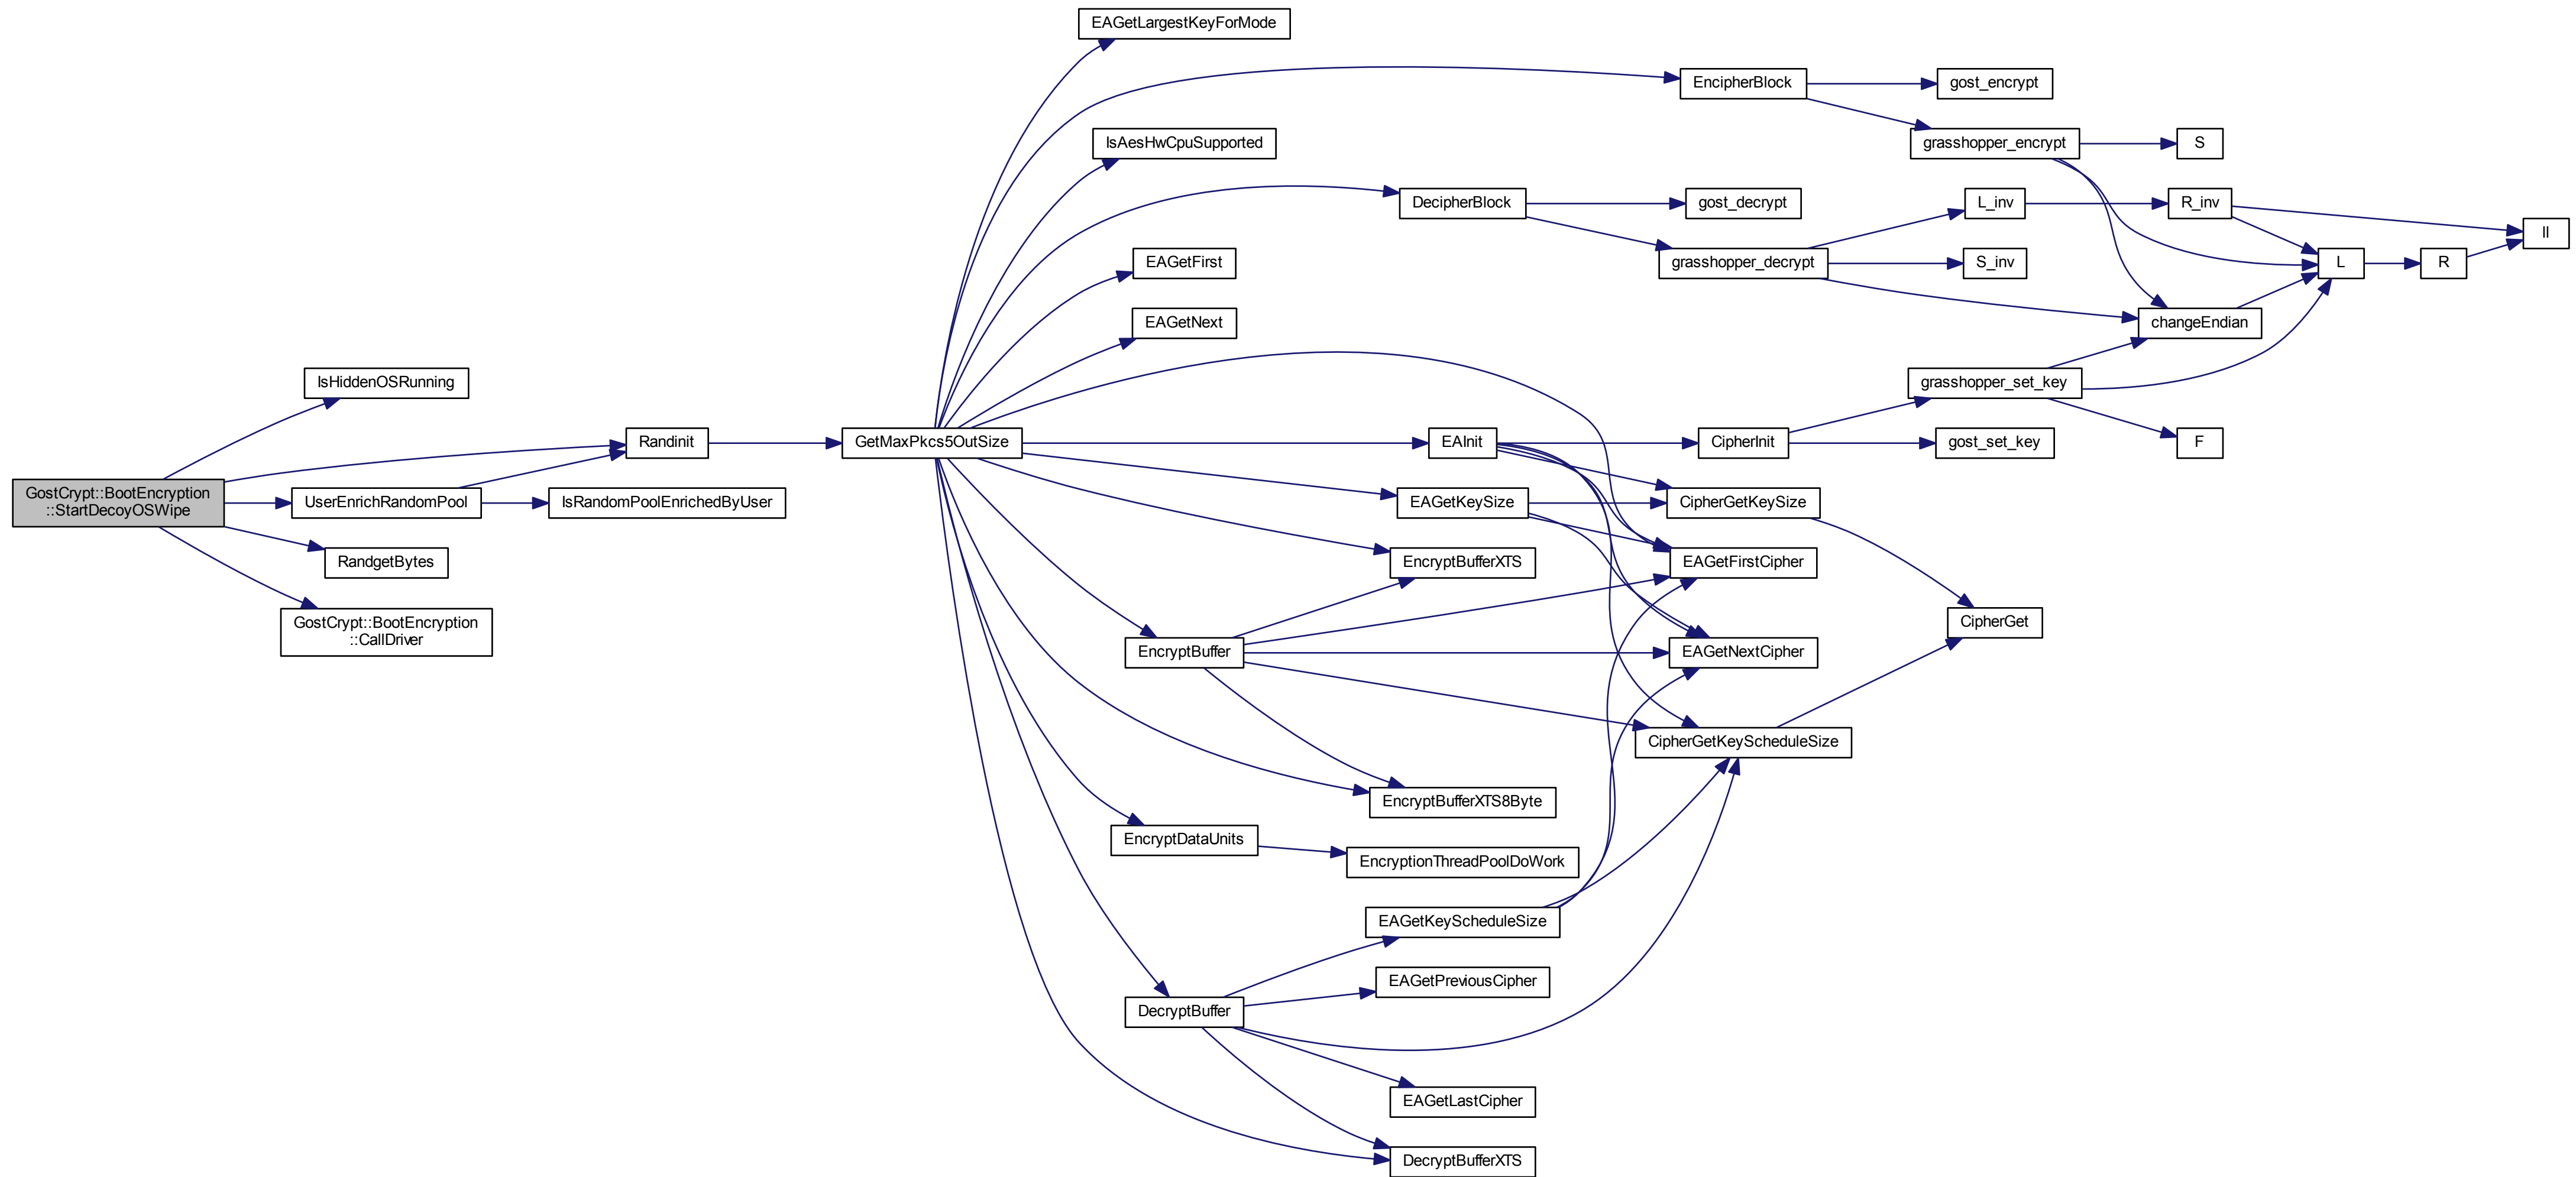 EAGetLargestKeyForMode
EncipherBlock
gost_encrypt
IsAesHwCpuSupported
grasshopper_encrypt
S
DecipherBlock
gost_decrypt
L_inv
R_inv
ll
EAGetFirst
grasshopper_decrypt
S_inv
L
R
EAGetNext
changeEndian
IsHiddenOSRunning
grasshopper_set_key
Randinit
GetMaxPkcs5OutSize
EAInit
CipherInit
gost_set_key
F
GostCrypt::BootEncryption
::StartDecoyOSWipe
UserEnrichRandomPool
IsRandomPoolEnrichedByUser
EAGetKeySize
CipherGetKeySize
RandgetBytes
EncryptBufferXTS
EAGetFirstCipher
GostCrypt::BootEncryption
::CallDriver
CipherGet
EncryptBuffer
EAGetNextCipher
CipherGetKeyScheduleSize
EncryptBufferXTS8Byte
EncryptDataUnits
EncryptionThreadPoolDoWork
EAGetKeyScheduleSize
EAGetPreviousCipher
DecryptBuffer
EAGetLastCipher
DecryptBufferXTS